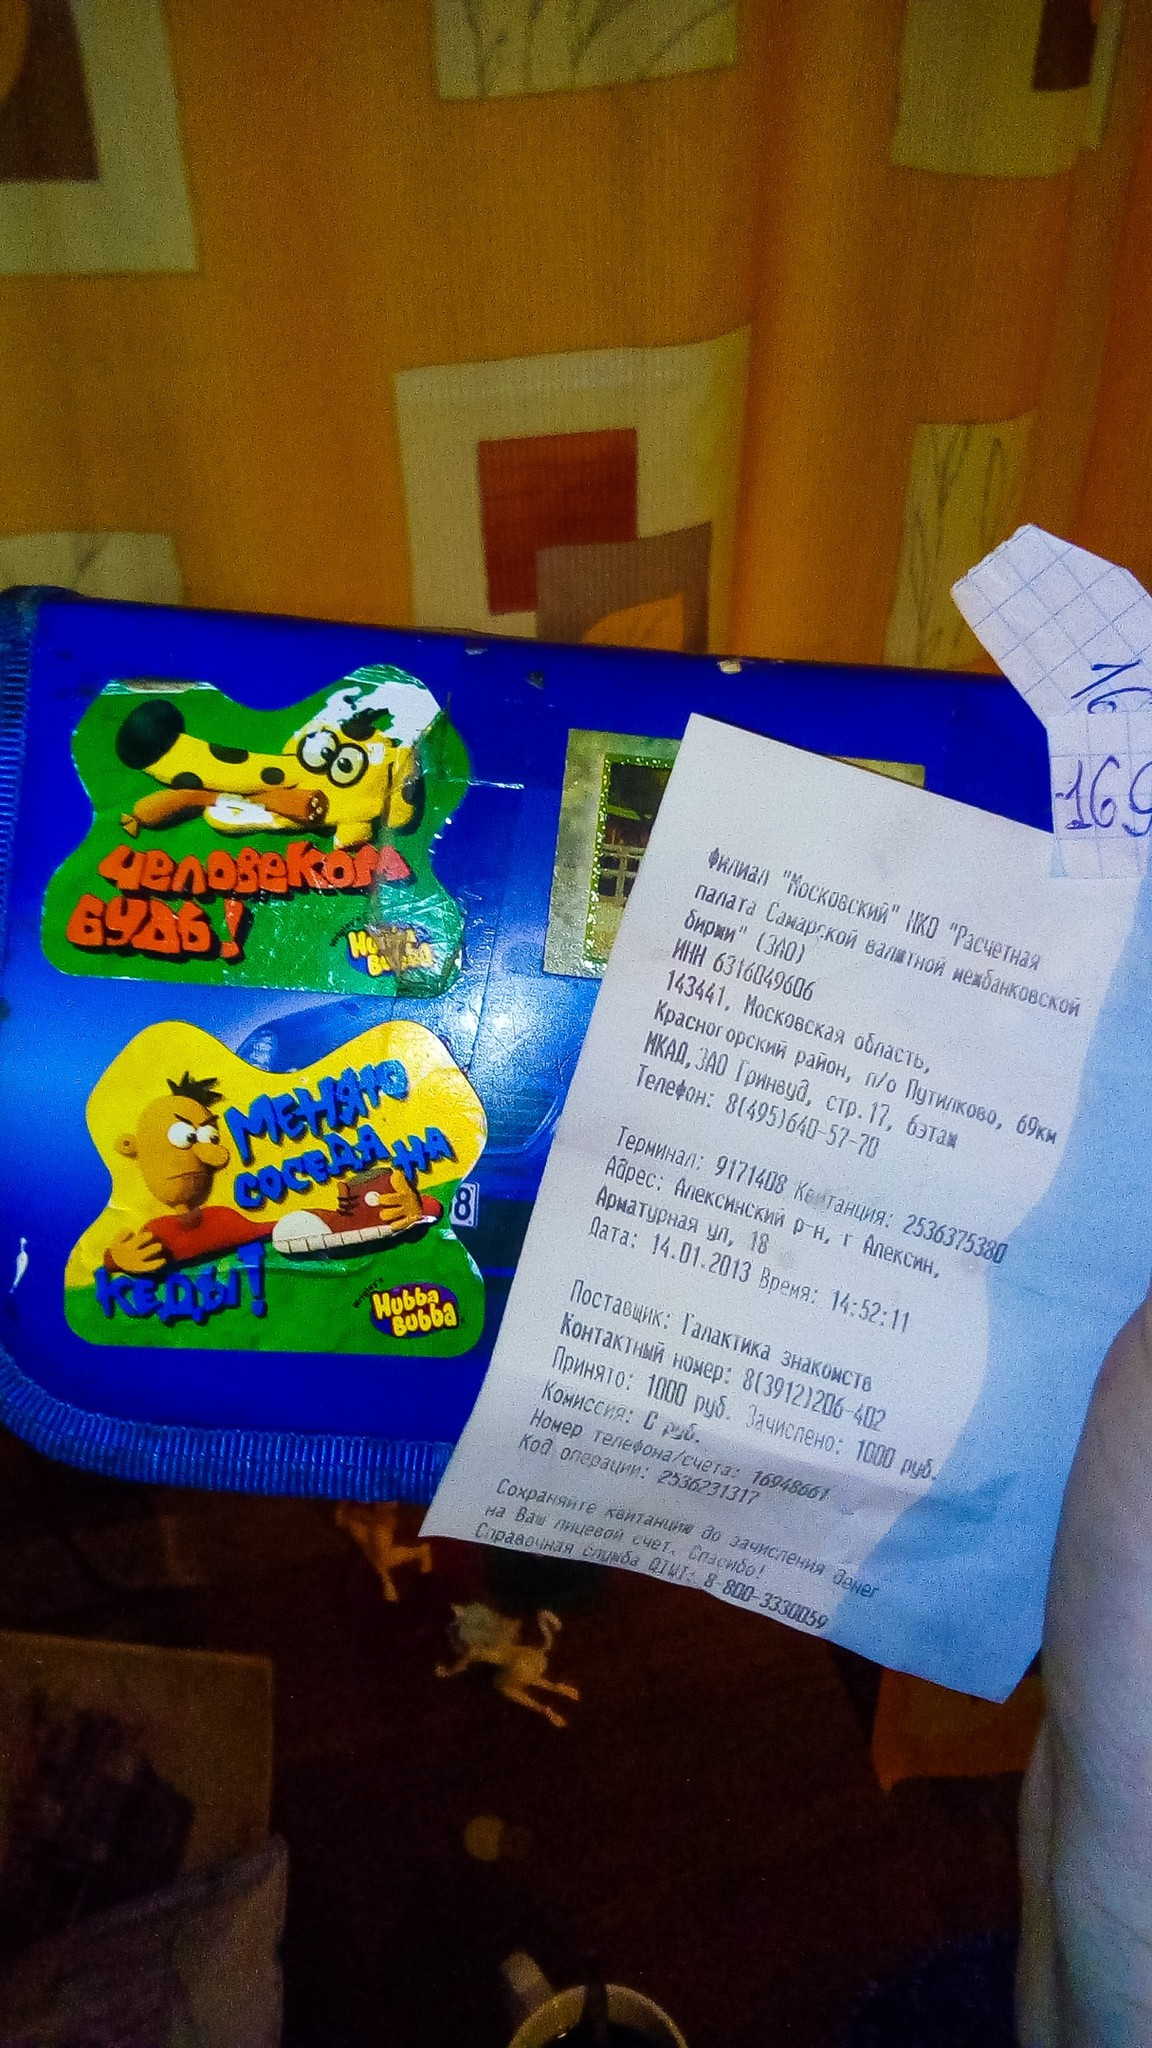 ЧЕЛОВЕКОМ
БУДЬ!
Hubba
Bubba
МЕНЯЮ
СОСЕДА НА
КЕДЫ!
Hubba
Bubba
8
16
-169
Филиал "Московский" НКО "Расчетная
палата Самарской валютной межбанковской
биржи" (ЗАО)
ИНН 6316049606
143441, Московская область,
Красногорский район, п/о Путилково, 69км
МКАД,ЗАО Гринвуд, стр.17, 6этаж
Телефон: 8(495)640-57-70
Терминал: 9171408 Квитанция: 2536375380
Адрес: Алексинский р-н, г Алексин,
Арматурная ул, 18
Дата: 14.01.2013 Время: 14:52:11
Поставщик: Галактика знакомств
Контактный номер: 8(3912)206-402
Принято: 1000 руб. Зачислено: 1000 руб.
Комиссия: 0 руб.
Номер телефона/счета: 16948661
Код операции: 2536231317
Сохраняйте квитанцию до зачисления денег
на Ваш лицевой счет. Спасибо!
Справочная служба QIWI: 8-800-3330059